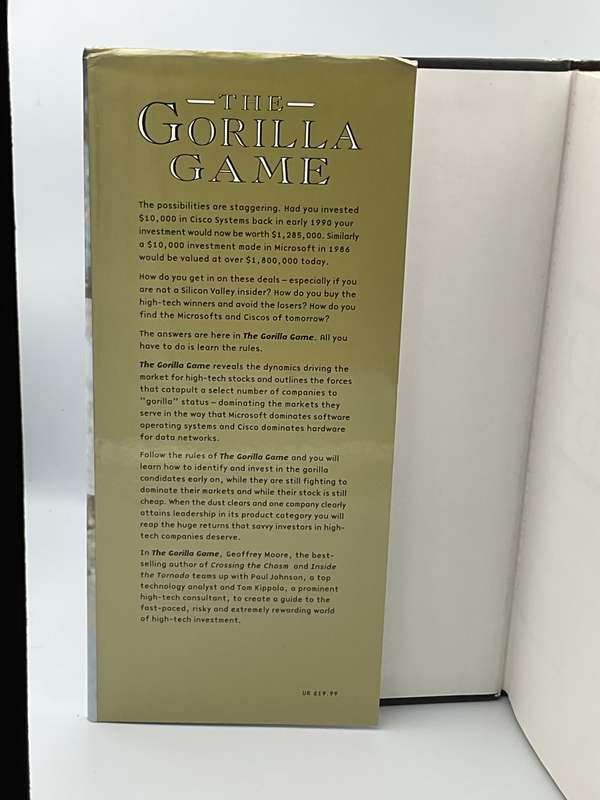 THE
GORILLA
GAME
The possibilities are staggering. Had you invested
$10,000 in Cisco Systems back in early 1990 your
investment would now be worth $1,285,000. Similarly
a $10,000 investment made in Microsoft in 1986
would be valued at over $1,800,000 today.
How do you get in on these deals – especially if you
are not a Silicon Valley insider? How do you buy the
high-tech winners and avoid the losers? How do you
find the Microsofts and Ciscos of tomorrow?
The answers are here in The Gorilla Game. All you
have to do is learn the rules.
The Gorilla Game reveals the dynamics driving the
market for high-tech stocks and outlines the forces
that catapult a select number of companies to
"gorilla" status – dominating the markets they
serve in the way that Microsoft dominates software
operating systems and Cisco dominates hardware
for data networks.
Follow the rules of The Gorilla Game and you will
learn how to identify and invest in the gorilla
candidates early on, while they are still fighting to
dominate their markets and while their stock is still
cheap. When the dust clears and one company clearly
attains leadership in its product category you will
reap the huge returns that savvy investors in high-
tech companies deserve.
In The Gorilla Game, Geoffrey Moore, the best-
selling author of Crossing the Chasm and Inside
the Tornado teams up with Paul Johnson, a top
technology analyst and Tom Kippola, a prominent
high-tech consultant, to create a guide to the
fast-paced, risky and extremely rewarding world
of high-tech investment.
UK £19.99